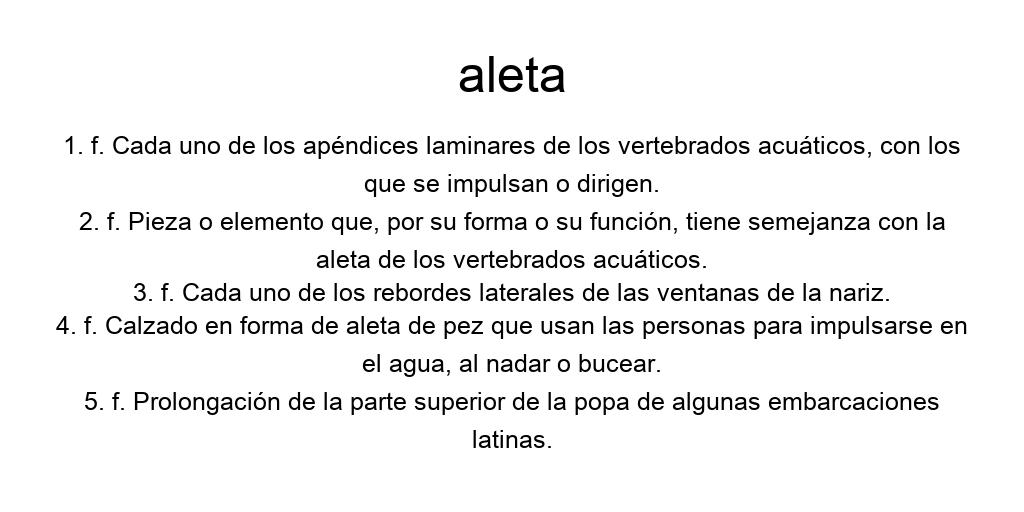 aleta
1. f. Cada uno de los apéndices laminares de los vertebrados acuáticos, con los
que se impulsan o dirigen.
2. f. Pieza o elemento que, por su forma o su función, tiene semejanza con la
aleta de los vertebrados acuáticos.
3. f. Cada uno de los rebordes laterales de las ventanas de la nariz.
4. f. Calzado en forma de aleta de pez que usan las personas para impulsarse en
el agua, al nadar o bucear.
5. f. Prolongación de la parte superior de la popa de algunas embarcaciones
latinas.